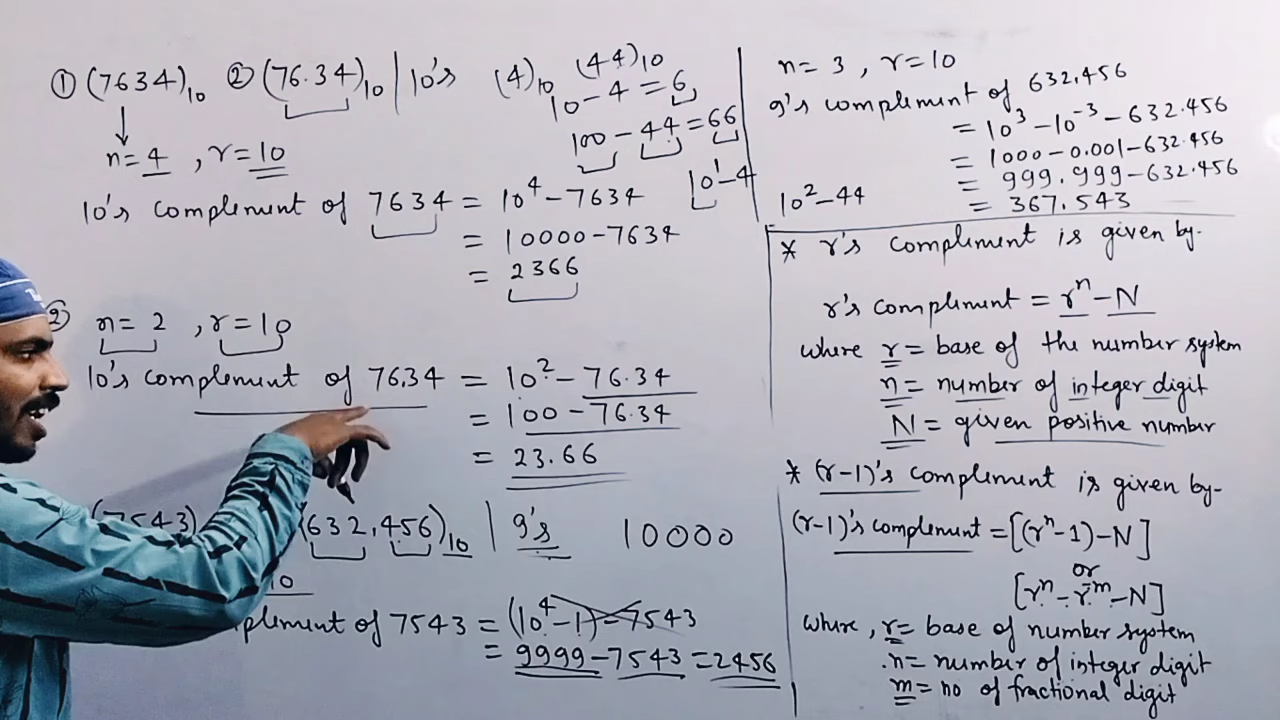 ① (7634)₁₀ ② (76.34)₁₀ | 10's
n = 4 , r = 10
10's complement of 7634 = 10⁴ - 7634
= 10000 - 7634
= 2366
(4)₁₀ (44)₁₀
10 - 4 = 6
100 - 44 = 66
10¹ - 4
② n = 2 , r = 10
10's complement of 76.34 = 10² - 76.34
= 100 - 76.34
= 23.66
(7543) (632.456)₁₀ | 9's 10000
10
plement of 7543 = (10⁴ - 1) - 7543
= 9999 - 7543 = 2456
n = 3 , r = 10
9's complement of 632.456
= 10³ - 10⁻³ - 632.456
= 1000 - 0.001 - 632.456
= 999.999 - 632.456
= 367.543
10² - 44
* r's complement is given by-
r's complement = rⁿ - N
where r = base of the number system
n = number of integer digit
N = given positive number
* (r-1)'s complement is given by-
(r-1)'s complement = [(rⁿ - 1) - N]
or
[rⁿ - r⁻ᵐ - N]
where, r = base of number system
n = number of integer digit
m = no of fractional digit